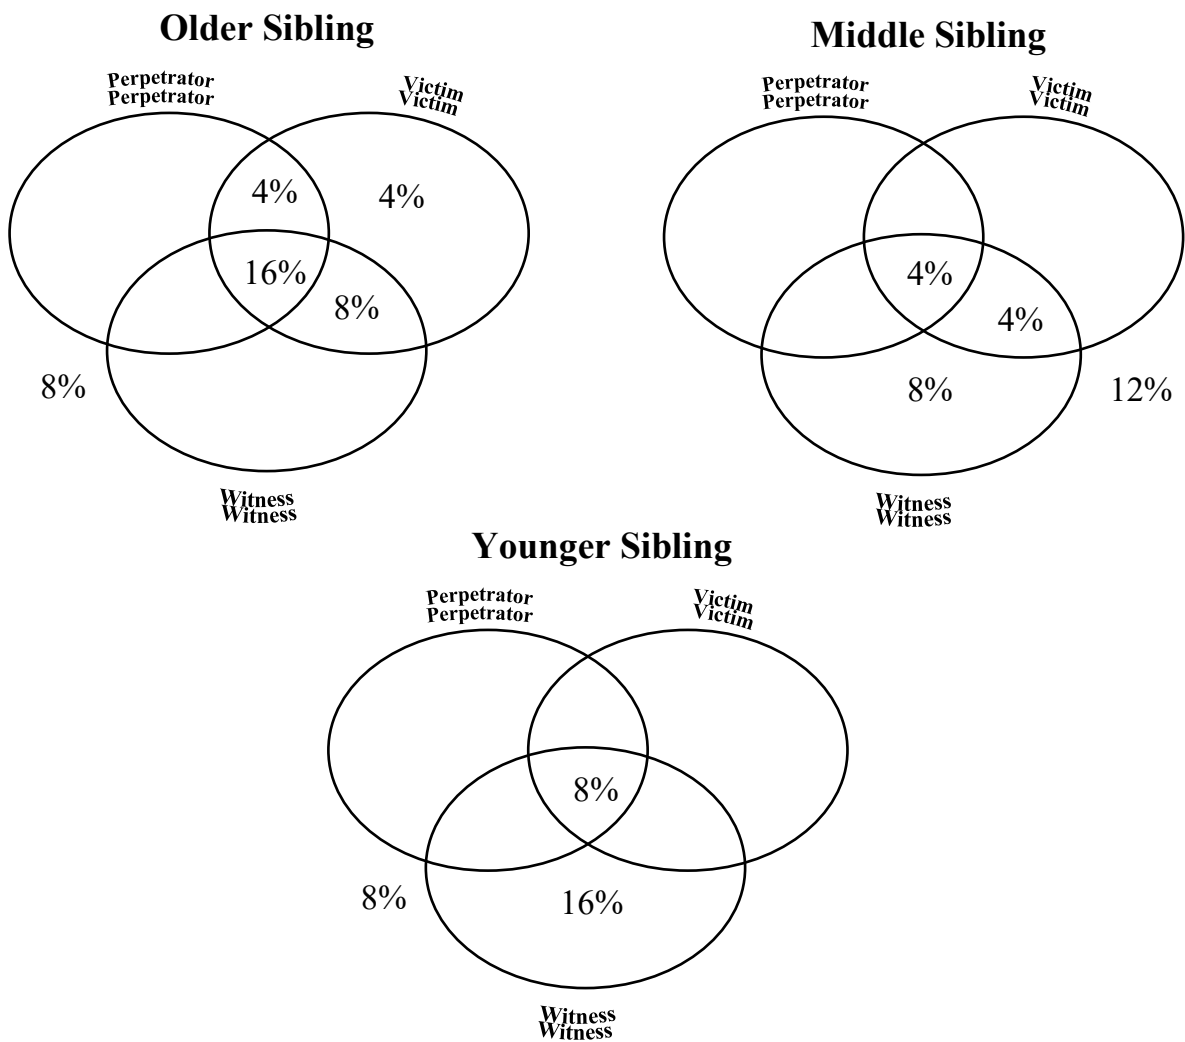 Older Sibling
Perpetrator
Perpetrator
Victim
Victim
4%
4%
16%
8%
8%
Witness
Witness
Middle Sibling
Perpetrator
Perpetrator
Victim
Victim
4%
4%
8%
12%
Witness
Witness
Younger Sibling
Perpetrator
Perpetrator
Victim
Victim
8%
8%
16%
Witness
Witness